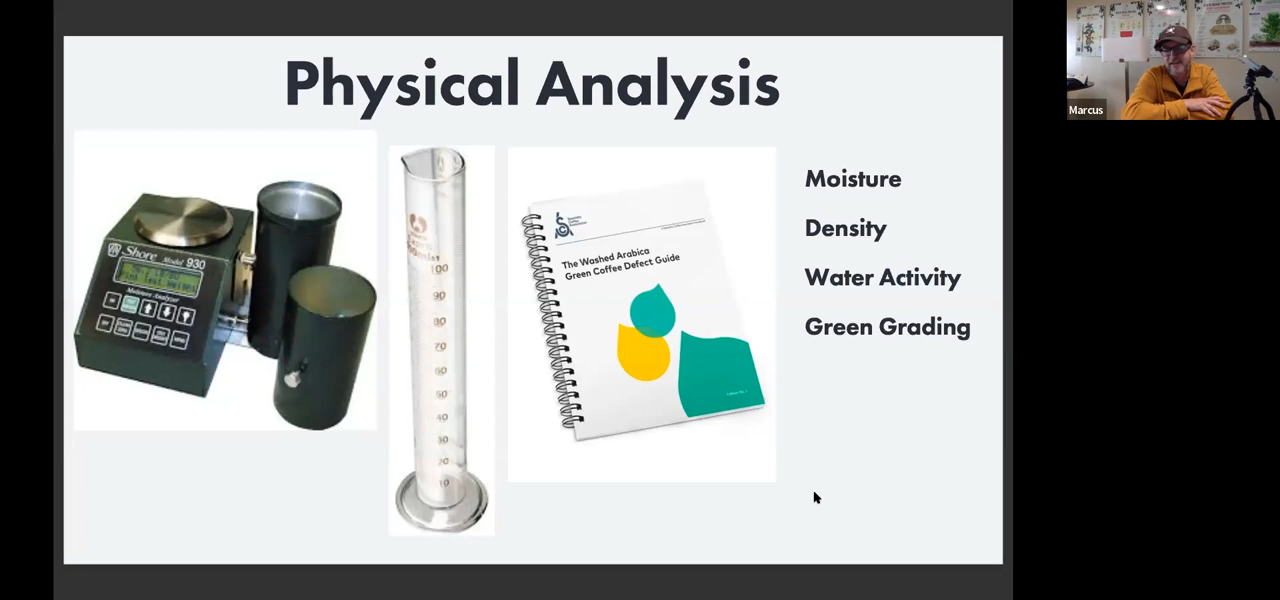 Physical Analysis
Shore Model 930
Moisture Analyzer
100
90
80
70
60
50
40
30
20
10
The Washed Arabica
Green Coffee Defect Guide
Moisture
Density
Water Activity
Green Grading
Marcus